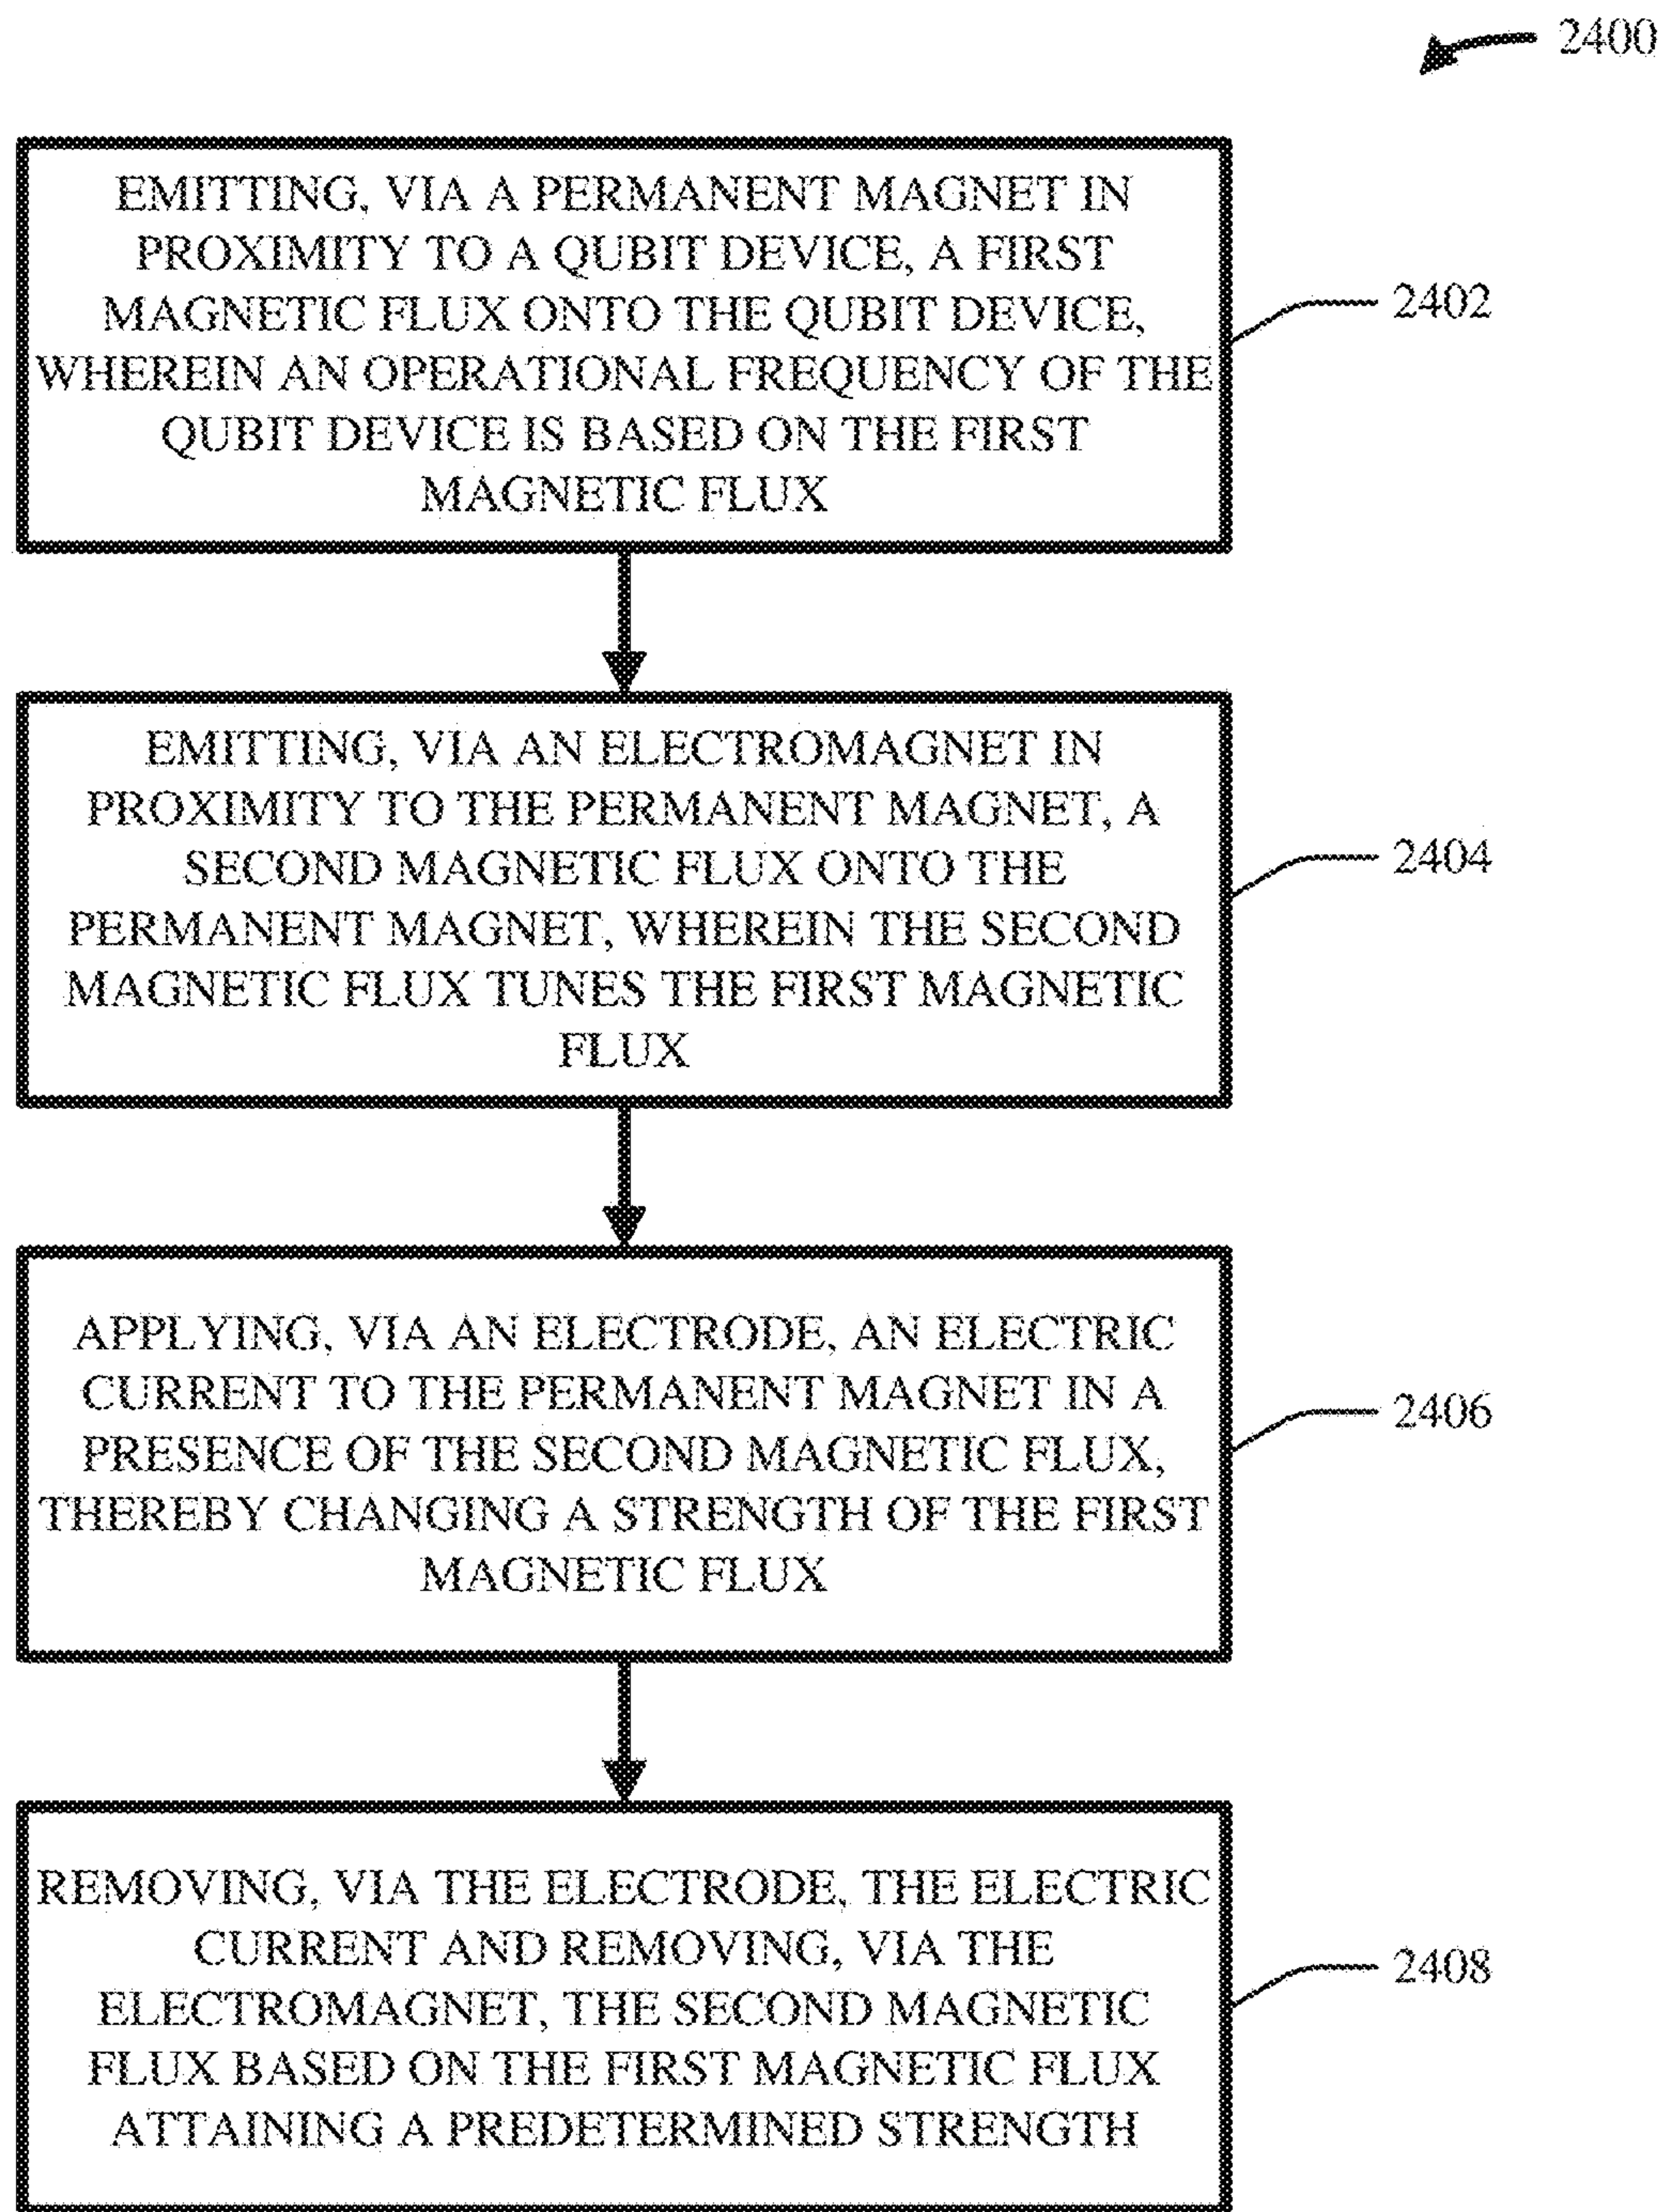 2400
EMITTING, VIA A PERMANENT MAGNET IN
PROXIMITY TO A QUBIT DEVICE, A FIRST
MAGNETIC FLUX ONTO THE QUBIT DEVICE,
WHEREIN AN OPERATIONAL FREQUENCY OF THE
QUBIT DEVICE IS BASED ON THE FIRST
MAGNETIC FLUX
2402
EMITTING, VIA AN ELECTROMAGNET IN
PROXIMITY TO THE PERMANENT MAGNET, A
SECOND MAGNETIC FLUX ONTO THE
PERMANENT MAGNET, WHEREIN THE SECOND
MAGNETIC FLUX TUNES THE FIRST MAGNETIC
FLUX
2404
APPLYING, VIA AN ELECTRODE, AN ELECTRIC
CURRENT TO THE PERMANENT MAGNET IN A
PRESENCE OF THE SECOND MAGNETIC FLUX,
THEREBY CHANGING A STRENGTH OF THE FIRST
MAGNETIC FLUX
2406
REMOVING, VIA THE ELECTRODE, THE ELECTRIC
CURRENT AND REMOVING, VIA THE
ELECTROMAGNET, THE SECOND MAGNETIC
FLUX BASED ON THE FIRST MAGNETIC FLUX
ATTAINING A PREDETERMINED STRENGTH
2408